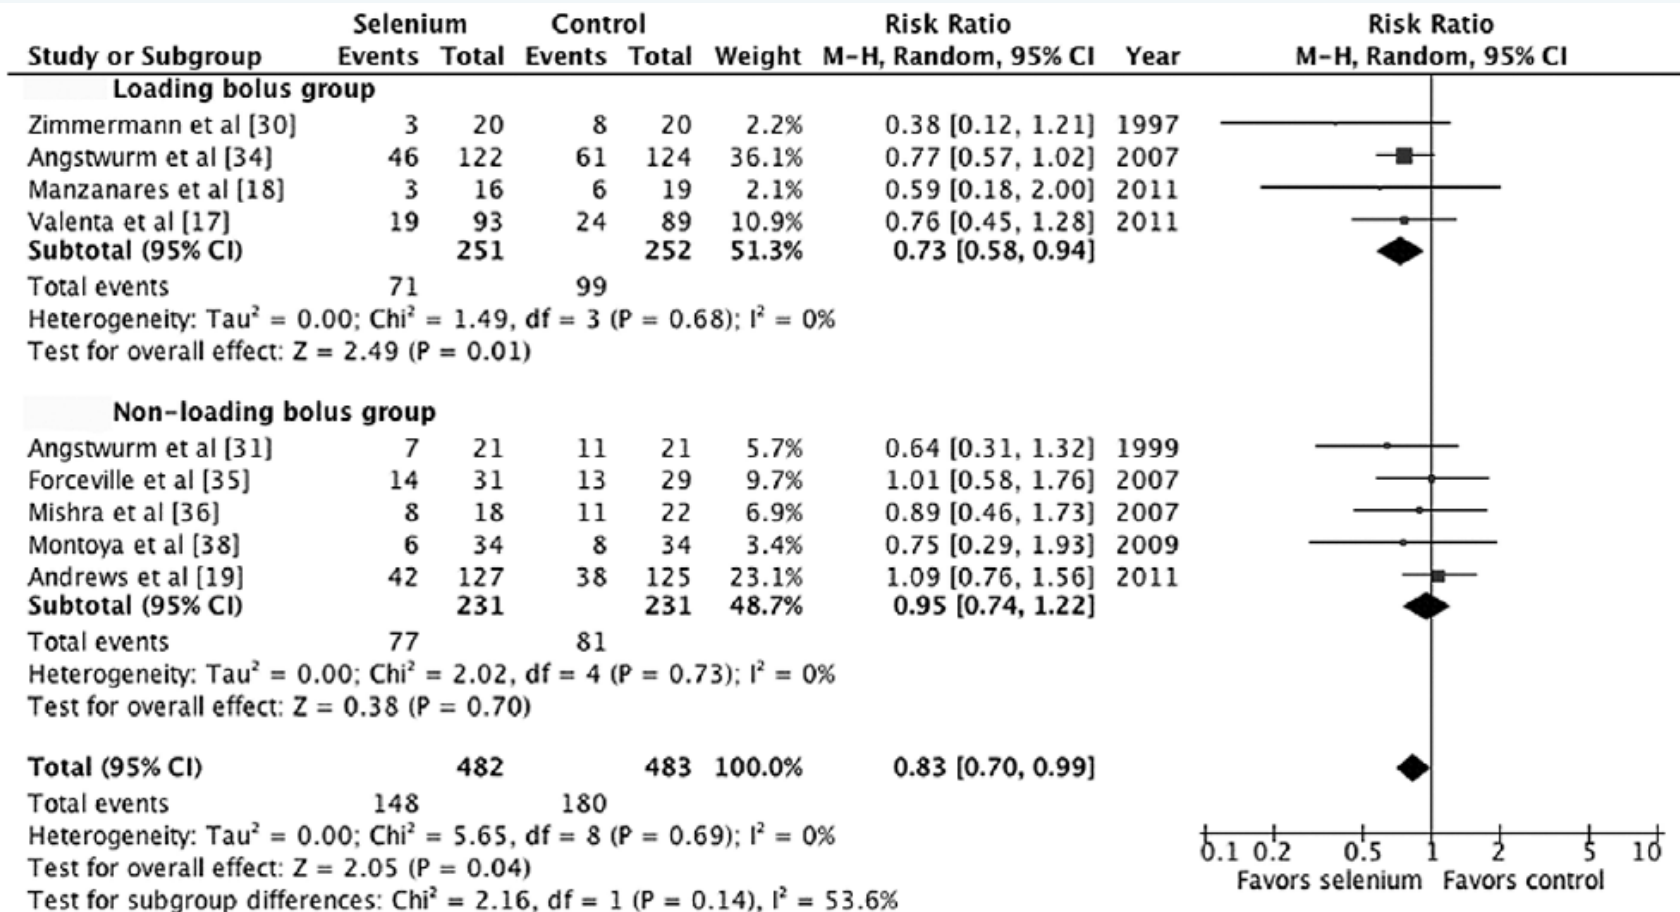 Selenium Control Risk Ratio Risk Ratio
Study or Subgroup Events Total Events Total Weight M-H, Random, 95% CI Year M-H, Random, 95% CI
Loading bolus group
Zimmermann et al [30] 3 20 8 20 2.2% 0.38 [0.12, 1.21] 1997
Angstwurm et al [34] 46 122 61 124 36.1% 0.77 [0.57, 1.02] 2007
Manzanares et al [18] 3 16 6 19 2.1% 0.59 [0.18, 2.00] 2011
Valenta et al [17] 19 93 24 89 10.9% 0.76 [0.45, 1.28] 2011
Subtotal (95% CI) 251 252 51.3% 0.73 [0.58, 0.94]
Total events 71 99
Heterogeneity: Tau² = 0.00; Chi² = 1.49, df = 3 (P = 0.68); I² = 0%
Test for overall effect: Z = 2.49 (P = 0.01)
Non-loading bolus group
Angstwurm et al [31] 7 21 11 21 5.7% 0.64 [0.31, 1.32] 1999
Forceville et al [35] 14 31 13 29 9.7% 1.01 [0.58, 1.76] 2007
Mishra et al [36] 8 18 11 22 6.9% 0.89 [0.46, 1.73] 2007
Montoya et al [38] 6 34 8 34 3.4% 0.75 [0.29, 1.93] 2009
Andrews et al [19] 42 127 38 125 23.1% 1.09 [0.76, 1.56] 2011
Subtotal (95% CI) 231 231 48.7% 0.95 [0.74, 1.22]
Total events 77 81
Heterogeneity: Tau² = 0.00; Chi² = 2.02, df = 4 (P = 0.73); I² = 0%
Test for overall effect: Z = 0.38 (P = 0.70)
Total (95% CI) 482 483 100.0% 0.83 [0.70, 0.99]
Total events 148 180
Heterogeneity: Tau² = 0.00; Chi² = 5.65, df = 8 (P = 0.69); I² = 0%
Test for overall effect: Z = 2.05 (P = 0.04)
Test for subgroup differences: Chi² = 2.16, df = 1 (P = 0.14), I² = 53.6%
0.1 0.2 0.5 1 2 5 10
Favors selenium Favors control